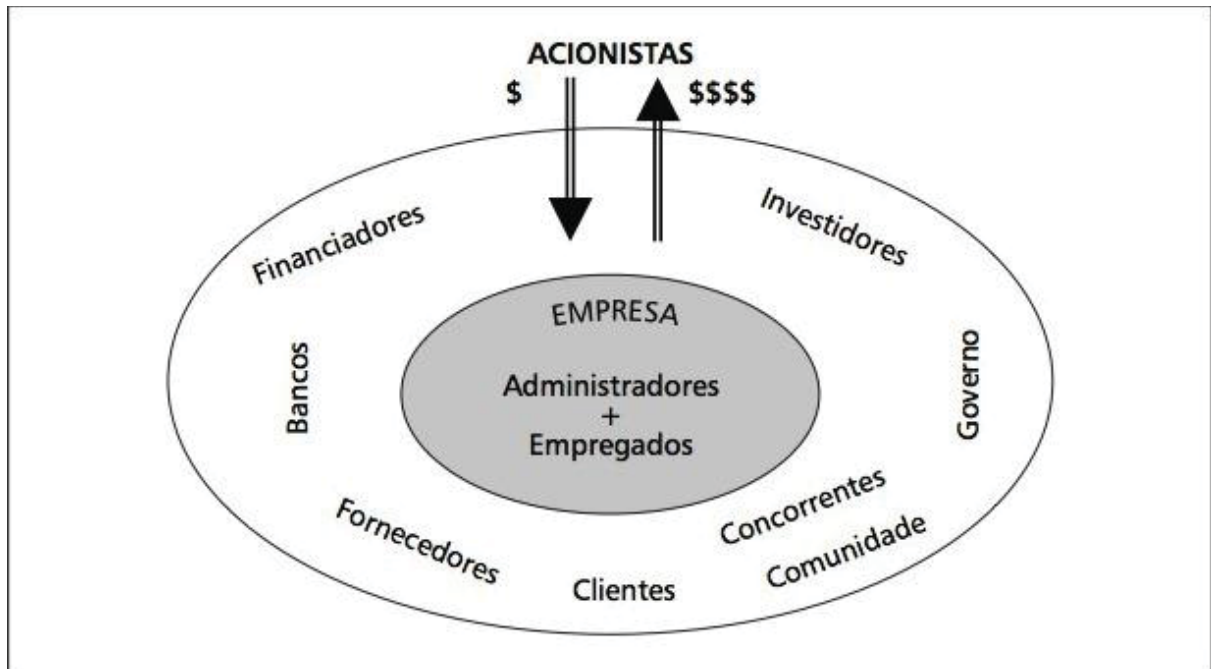 ACIONISTAS
$ $$$$
Financiadores
Investidores
EMPRESA
Administradores
+
Empregados
Bancos
Governo
Fornecedores
Clientes
Concorrentes
Comunidade